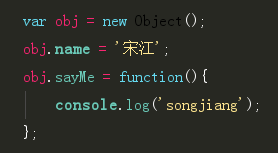 var obj = new Object();
obj.name = '宋江';
obj.sayMe = function(){
    console.log('songjiang');
};